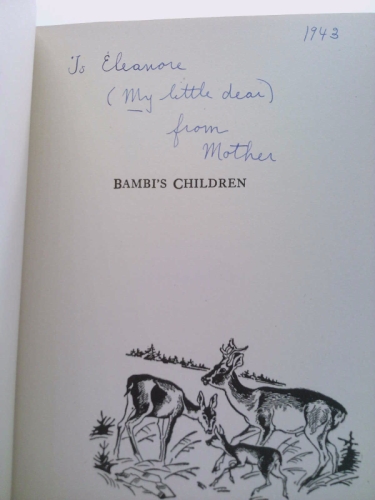 1943
To Eleanore
(My little dear)
from
Mother
BAMBI'S CHILDREN